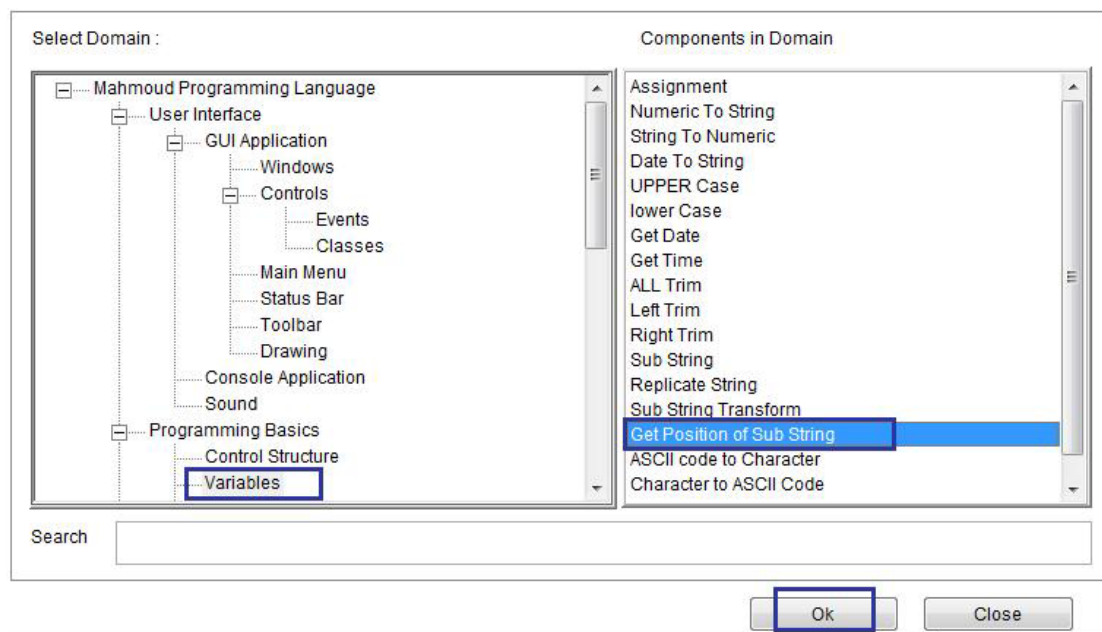 Select Domain :
Components in Domain
Mahmoud Programming Language
User Interface
GUI Application
Windows
Controls
Events
Classes
Main Menu
Status Bar
Toolbar
Drawing
Console Application
Sound
Programming Basics
Control Structure
Variables
Assignment
Numeric To String
String To Numeric
Date To String
UPPER Case
lower Case
Get Date
Get Time
ALL Trim
Left Trim
Right Trim
Sub String
Replicate String
Sub String Transform
Get Position of Sub String
ASCII code to Character
Character to ASCII Code
Search
Ok
Close